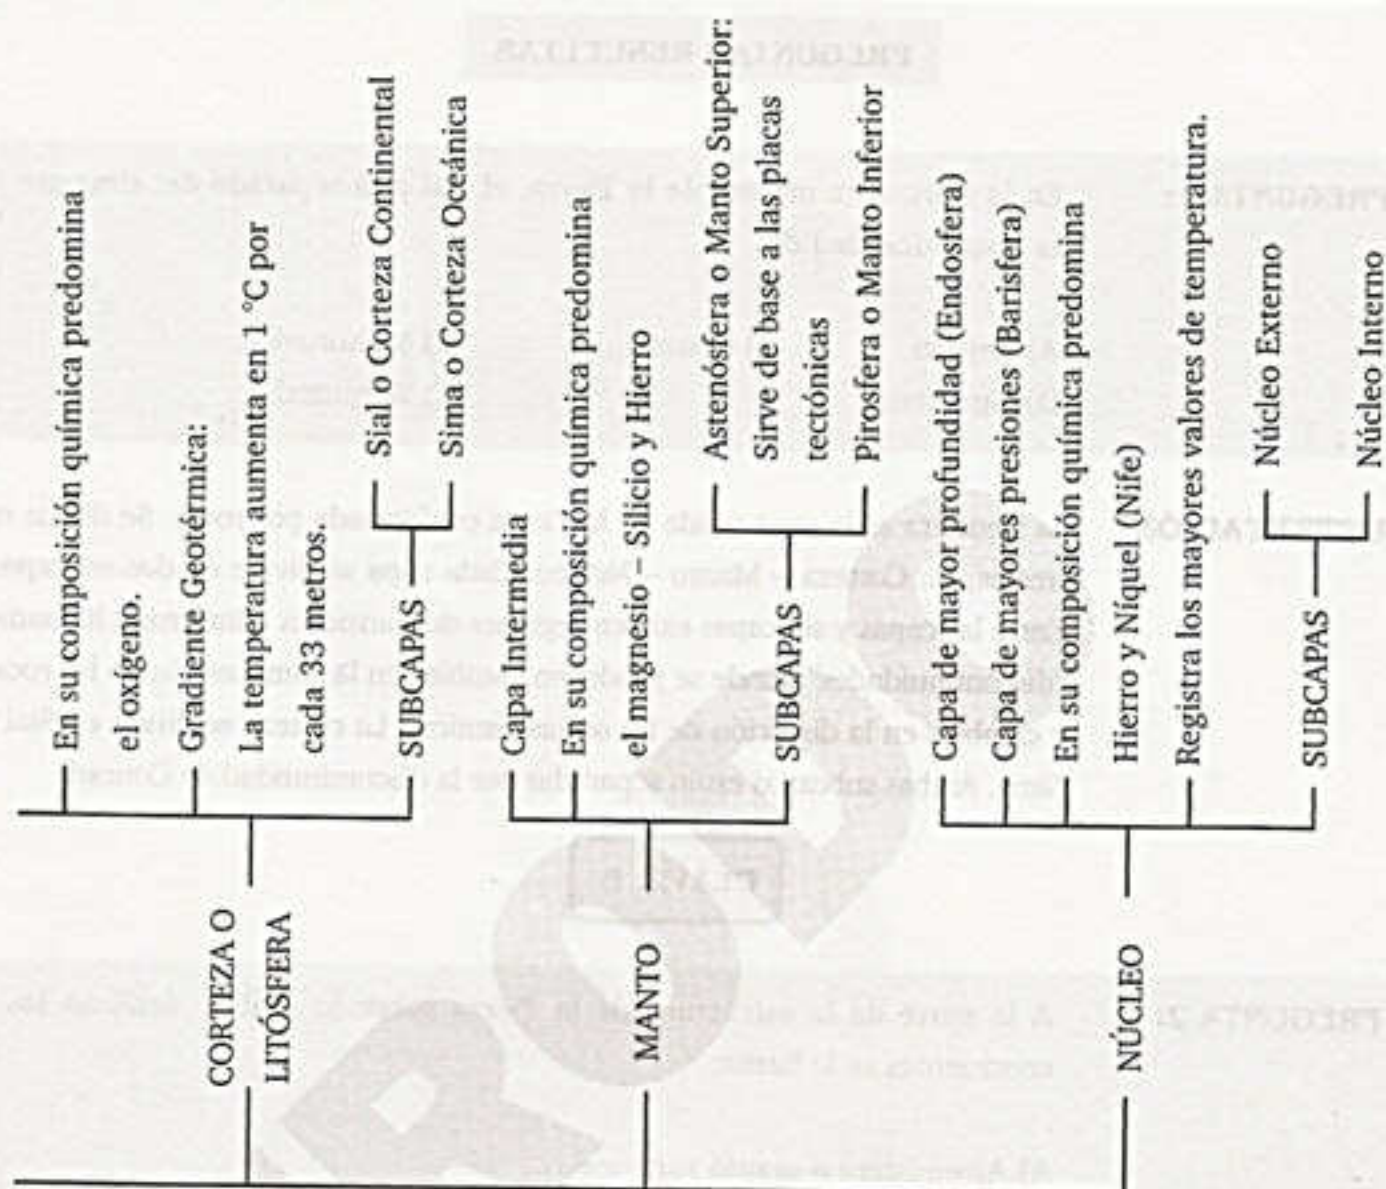 En su composición química predomina
el oxígeno.
Gradiente Geotérmica:
La temperatura aumenta en 1 °C por
cada 33 metros.
CORTEZA O
LITÓSFERA
SUBCAPAS
Sial o Corteza Continental
Sima o Corteza Oceánica
Capa Intermedia
En su composición química predomina
el magnesio – Silicio y Hierro
MANTO
SUBCAPAS
Astenósfera o Manto Superior:
Sirve de base a las placas
tectónicas
Pirosfera o Manto Inferior
Capa de mayor profundidad (Endosfera)
Capa de mayores presiones (Barisfera)
En su composición química predomina
Hierro y Níquel (Nife)
NÚCLEO
Registra los mayores valores de temperatura.
SUBCAPAS
Núcleo Externo
Núcleo Interno